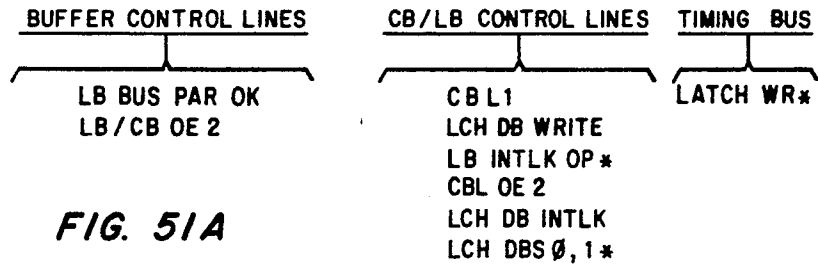 BUFFER CONTROL LINES
LB BUS PAR OK
LB/CB OE 2
CB/LB CONTROL LINES
CBL1
LCH DB WRITE
LB INTLK OP*
CBL OE 2
LCH DB INTLK
LCH DBS Ø, 1*
TIMING BUS
LATCH WR*
FIG. 51A